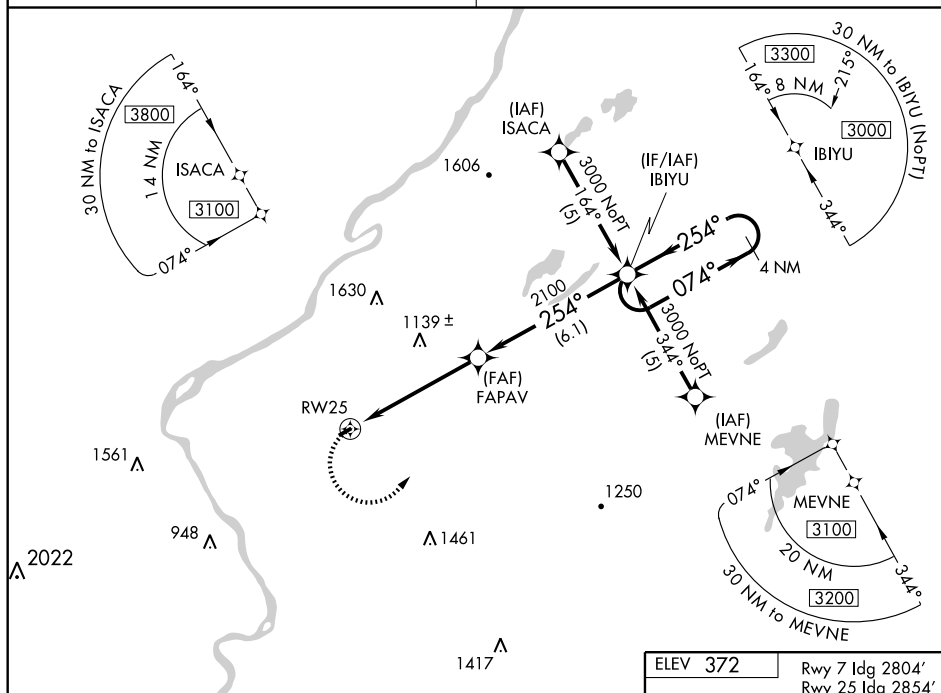 30 NM to ISACA
3800
164°
14 NM
ISACA
3100
074°
(IAF)
ISACA
1606
3000 NoPT
164°
(5)
(IF/IAF)
IBIYU
30 NM to IBIYU (NoPT)
3300
215°
164°
8 NM
3000
IBIYU
344°
254°
074°
4 NM
1630
1139 ±
2100
254°
(6.1)
3000 NoPT
344°
(5)
(FAF)
FAPAV
RW25
(IAF)
MEVNE
1561
948
2022
1461
1250
1417
074°
MEVNE
3100
20 NM
344°
3200
30 NM to MEVNE
ELEV 372
Rwy 7 ldg 2804'
Rwy 25 ldg 2854'